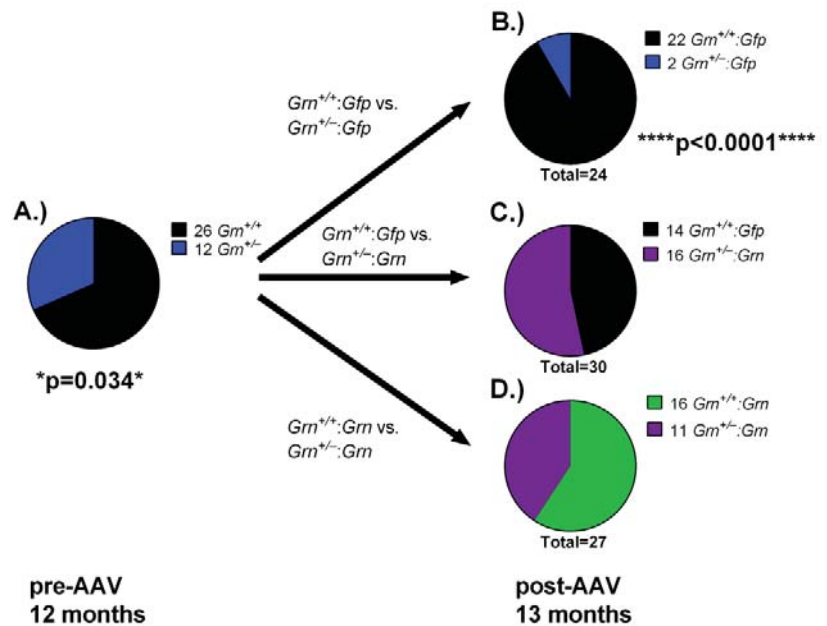 B.)
22 Grn+/+:Gfp
2 Grn+/–:Gfp
Grn+/+:Gfp vs.
Grn+/–:Gfp
****p<0.0001****
Total=24
A.)
26 Grn+/+
12 Grn+/–
C.)
14 Grn+/+:Gfp
16 Grn+/–:Grn
Grn+/+:Gfp vs.
Grn+/–:Grn
*p=0.034*
Total=30
D.)
16 Grn+/+:Grn
11 Grn+/–:Grn
Grn+/+:Grn vs.
Grn+/–:Grn
Total=27
pre-AAV
12 months
post-AAV
13 months